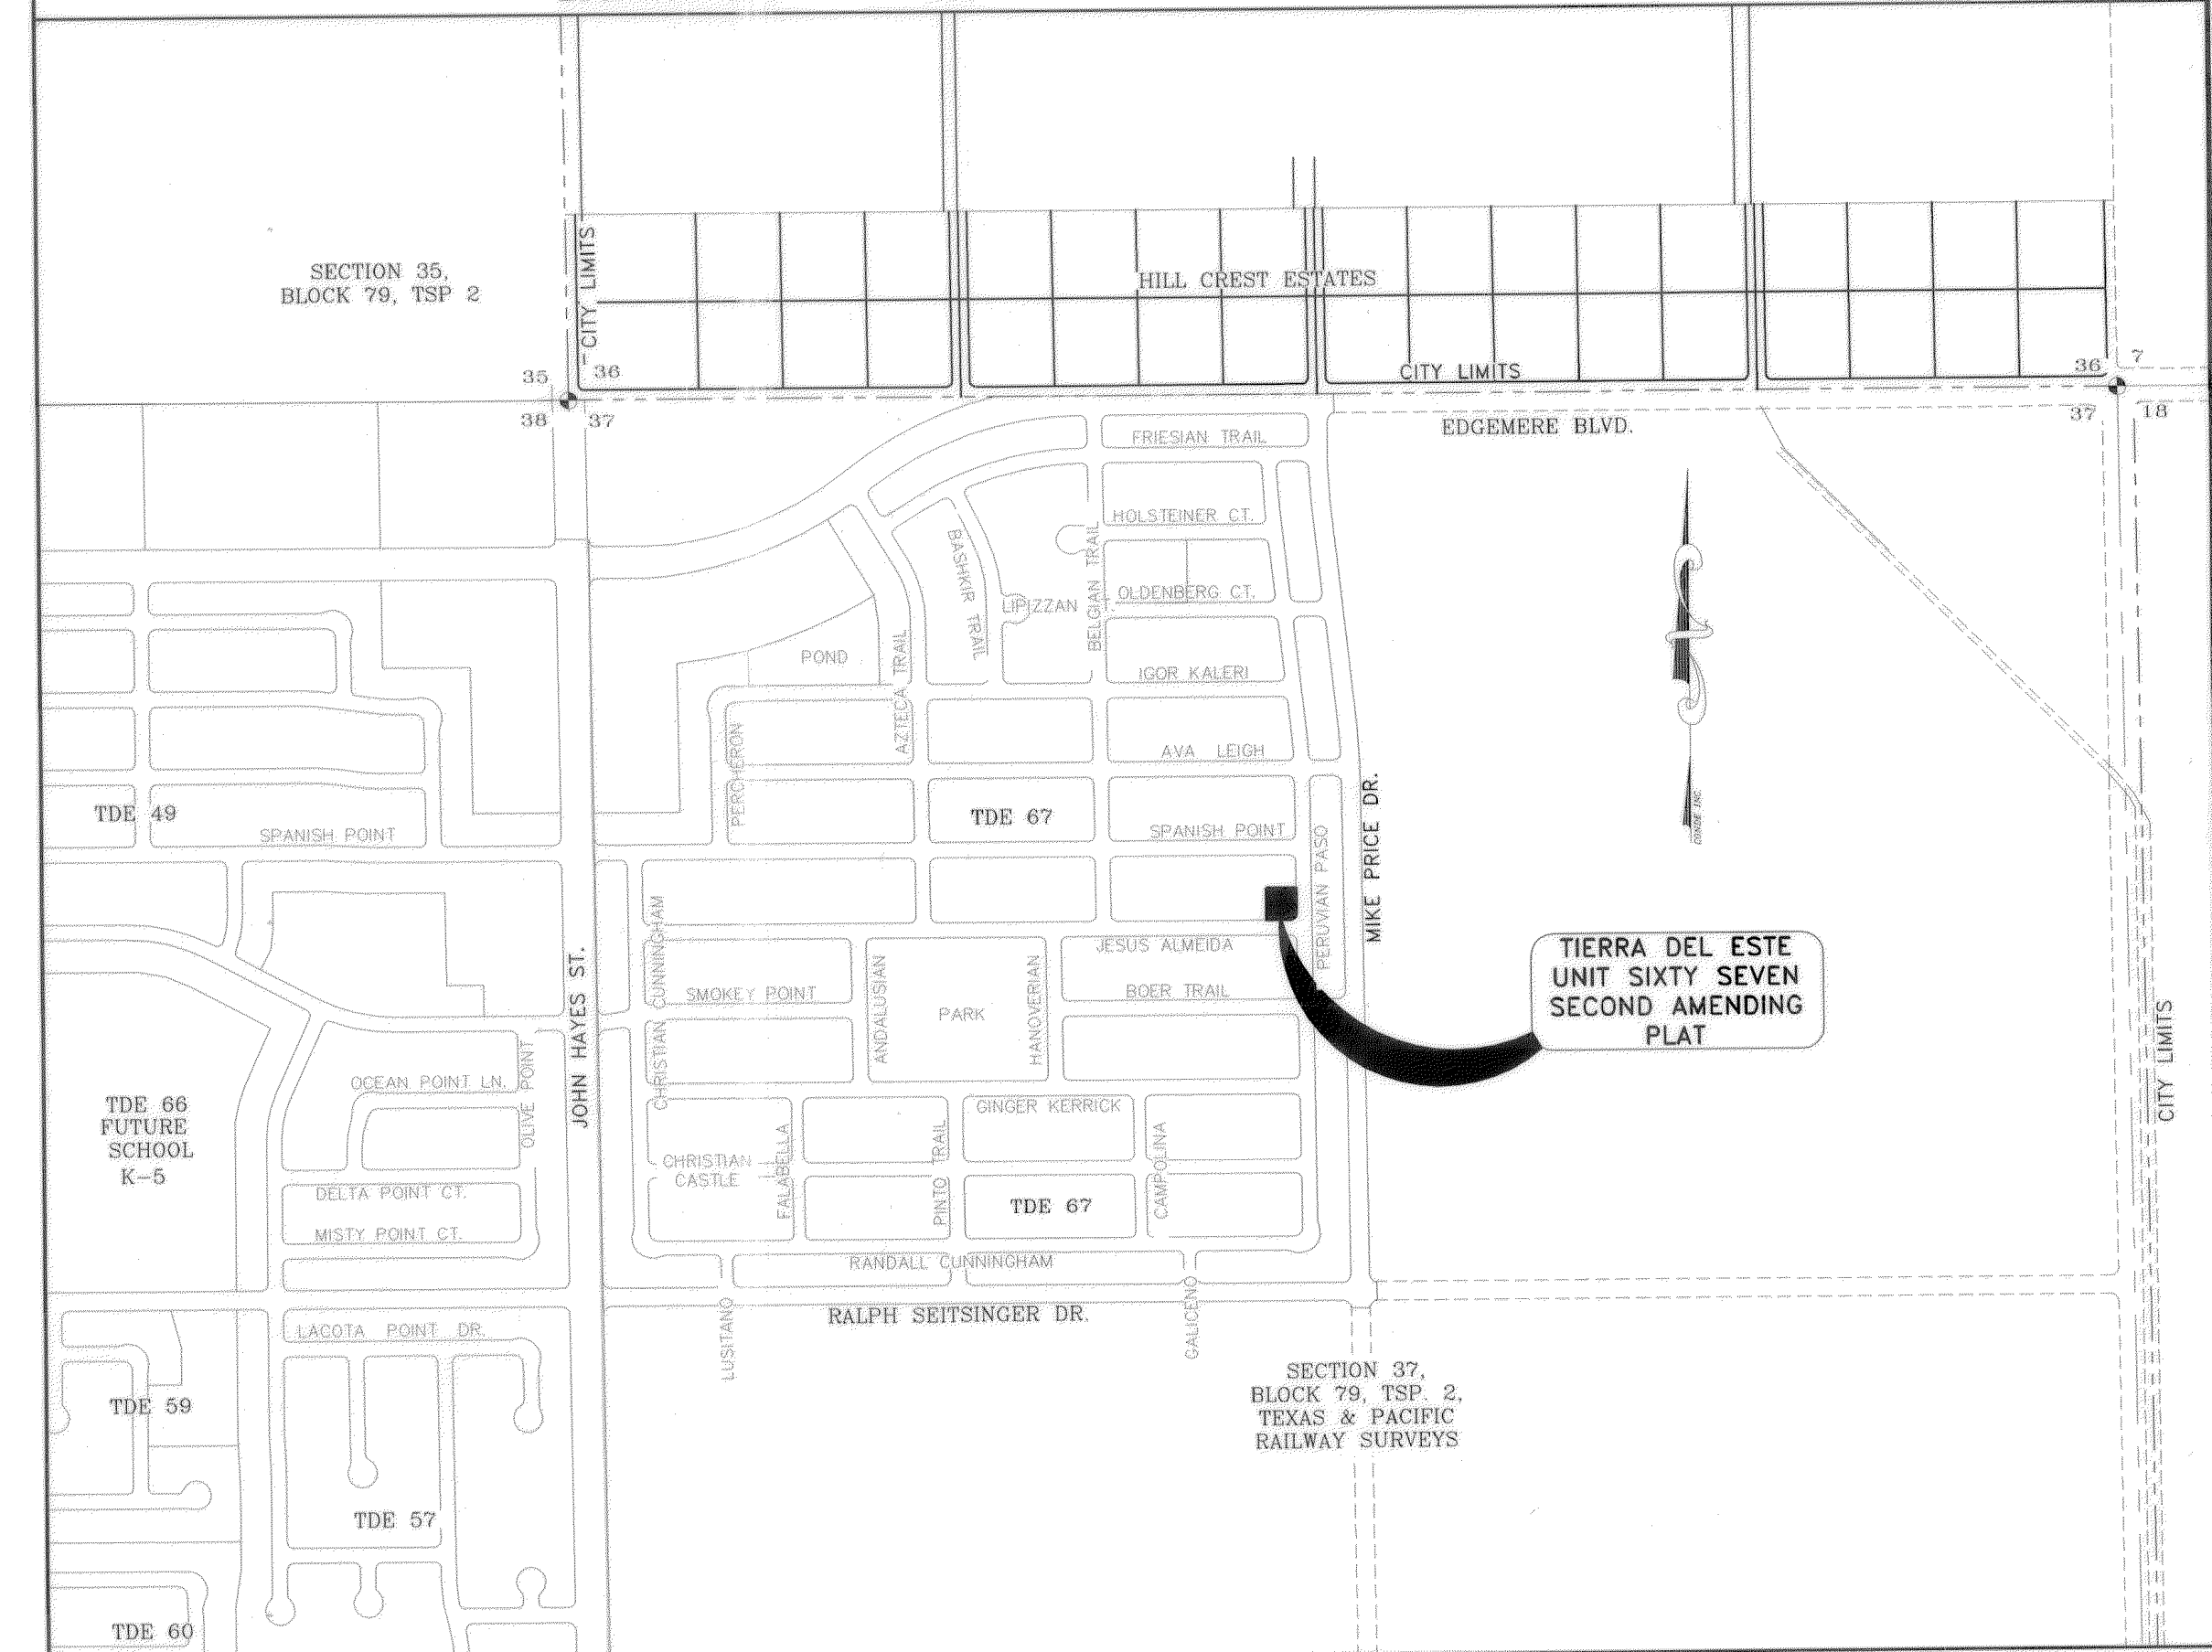 SECTION 35,
BLOCK 79, TSP 2
CITY LIMITS
HILL CREST ESTATES
CITY LIMITS
35
36
38
37
36
7
37
18
EDGEMERE BLVD.
FRIESIAN TRAIL
HOLSTEINER CT.
BASHKIR TRAIL
BELGIAN TRAIL
OLDENBERG CT.
LIPIZZAN
POND
AZTECA TRAIL
IGOR KALERI
PERCHERON
AVA LEIGH
MIKE PRICE DR.
CONDE INC.
TDE 49
SPANISH POINT
TDE 67
SPANISH POINT
PERUVIAN PASO
CHRISTIAN CUNNINGHAM
JOHN HAYES ST.
JESUS ALMEIDA
SMOKEY POINT
ANDALUSIAN
PARK
HANOVERIAN
BOER TRAIL
TIERRA DEL ESTE
UNIT SIXTY SEVEN
SECOND AMENDING
PLAT
CITY LIMITS
OCEAN POINT LN.
OLIVE POINT
TDE 66
FUTURE
SCHOOL
K-5
GINGER KERRICK
CHRISTIAN
CASTLE
FALABELLA
PINTO TRAIL
CAMPOLINA
DELTA POINT CT.
TDE 67
MISTY POINT CT.
RANDALL CUNNINGHAM
RALPH SEITSINGER DR.
LUSITANO
GALICENO
LACOTA POINT DR.
SECTION 37,
BLOCK 79, TSP. 2,
TEXAS & PACIFIC
RAILWAY SURVEYS
TDE 59
TDE 57
TDE 60